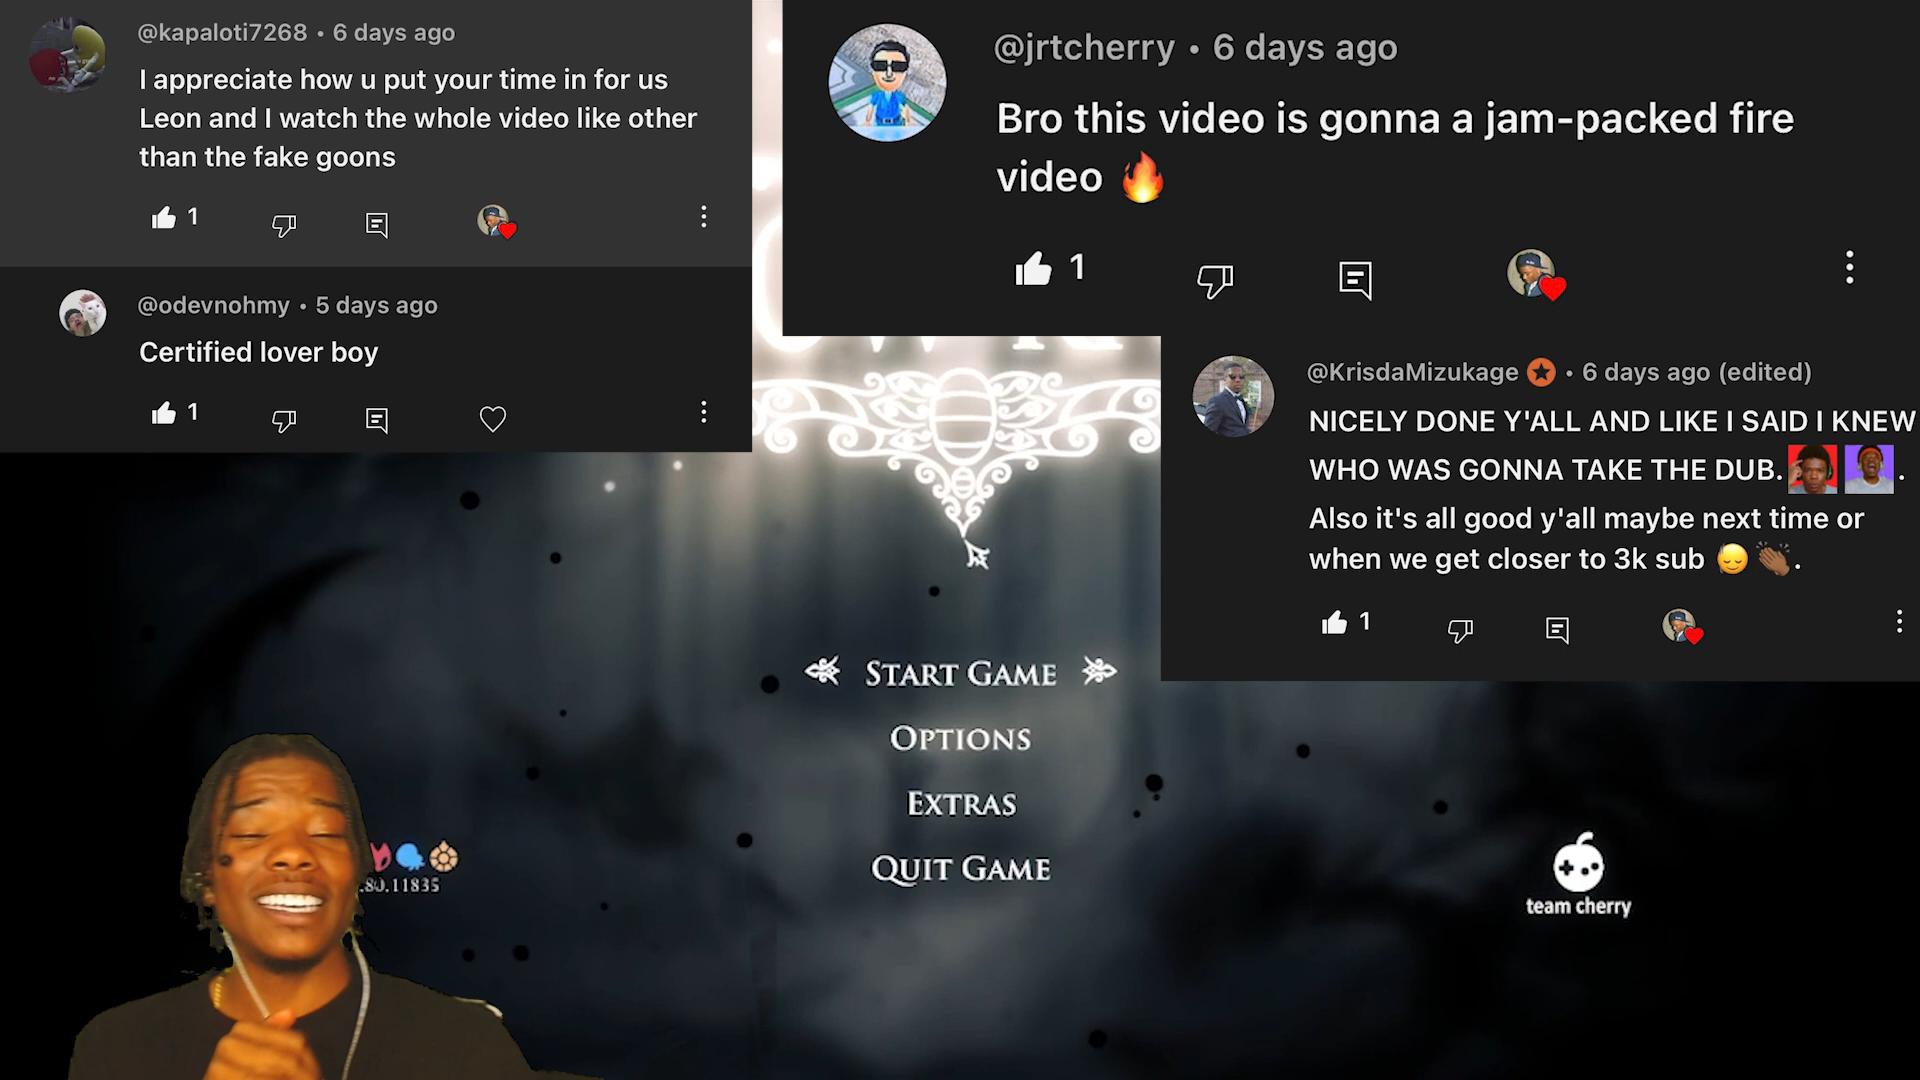 @kapaloti7268 • 6 days ago
I appreciate how u put your time in for us
Leon and I watch the whole video like other
than the fake goons
1
@odevnohmy • 5 days ago
Certified lover boy
1
@jrtcherry • 6 days ago
Bro this video is gonna a jam-packed fire
video 🔥
1
@KrisdaMizukage • 6 days ago (edited)
NICELY DONE Y'ALL AND LIKE I SAID I KNEW
WHO WAS GONNA TAKE THE DUB. .
Also it's all good y'all maybe next time or
when we get closer to 3k sub 😌 👏🏾.
1
START GAME
OPTIONS
EXTRAS
QUIT GAME
.80.11835
team cherry